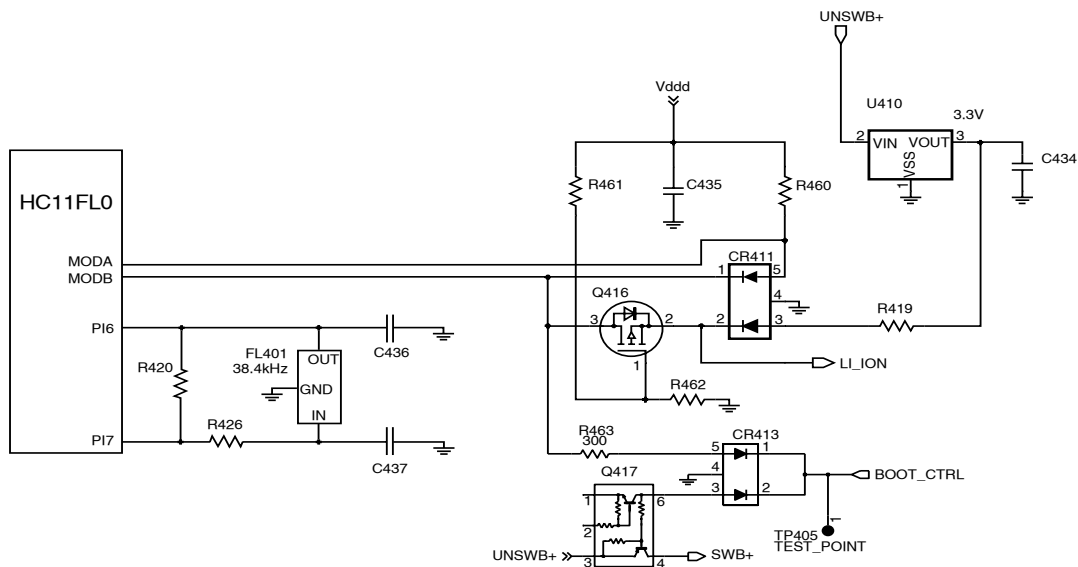 UNSWB+
Vddd
U410
3.3V
2
VIN
VOUT
3
VSS
1
C434
R461
C435
R460
HC11FL0
MODA
MODB
CR411
1
5
4
2
3
Q416
3
2
1
R419
LI_ION
PI6
C436
FL401
38.4kHz
OUT
GND
IN
R420
R426
PI7
C437
R462
R463
300
CR413
5
1
4
3
2
BOOT_CTRL
Q417
1
6
2
3
4
UNSWB+
SWB+
1
TP405
TEST_POINT